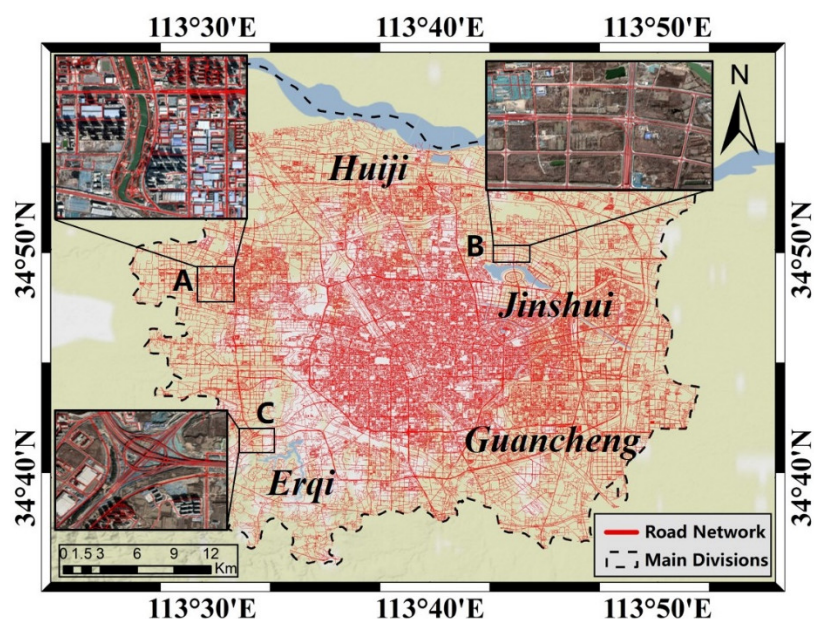 113°30'E 113°40'E 113°50'E
N
Huiji
34°50'N
B
34°50'N
A
Jinshui
C
Guancheng
34°40'N
34°40'N
Erqi
Road Network
0 1.5 3 6 9 12
Km
Main Divisions
113°30'E 113°40'E 113°50'E